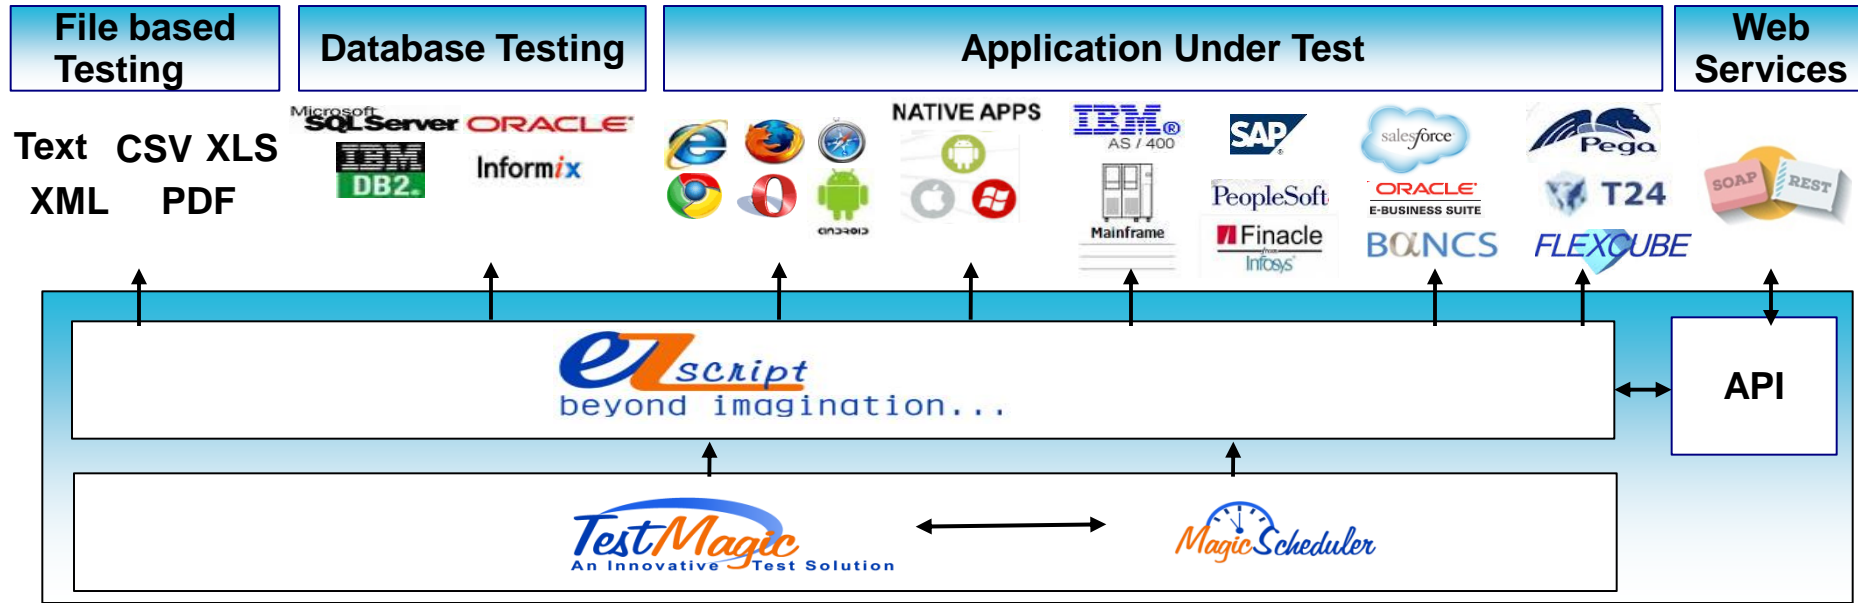 File based
Testing
Database Testing
Application Under Test
Web
Services
Text CSV XLS
XML PDF
Microsoft
SQL Server
ORACLE
IBM
DB2.
Informix
ANDROID
NATIVE APPS
IBM®
AS / 400
Mainframe
SAP
PeopleSoft
Finacle
from
Infosys
salesforce
ORACLE
E-BUSINESS SUITE
BαNCS
Pega
T24
FLEXCUBE
SOAP
REST
ezscript
beyond imagination...
API
TestMagic
An Innovative Test Solution
MagicScheduler